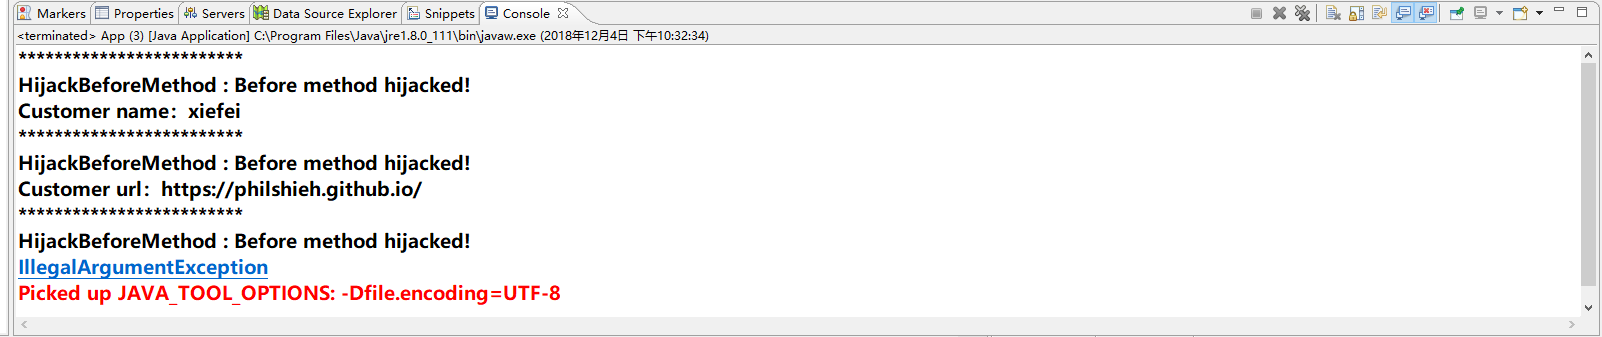 Markers Properties Servers Data Source Explorer Snippets Console
<terminated> App (3) [Java Application] C:\Program Files\Java\jre1.8.0_111\bin\javaw.exe (2018年12月4日 下午10:32:34)
*************************
HijackBeforeMethod : Before method hijacked!
Customer name：xiefei
*************************
HijackBeforeMethod : Before method hijacked!
Customer url：https://philshieh.github.io/
*************************
HijackBeforeMethod : Before method hijacked!
IllegalArgumentException
Picked up JAVA_TOOL_OPTIONS: -Dfile.encoding=UTF-8